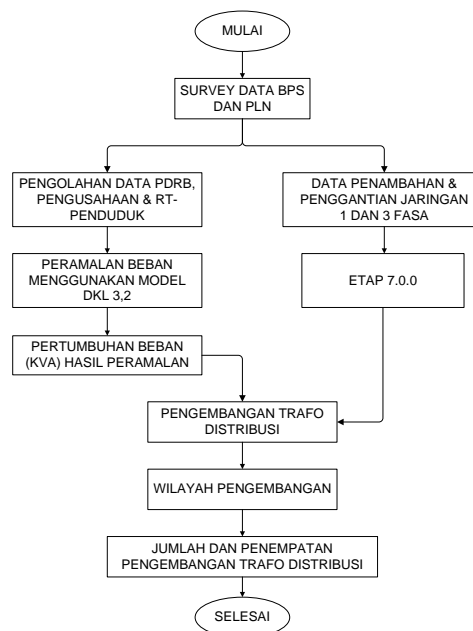 MULAI
SURVEY DATA BPS
DAN PLN
PENGOLAHAN DATA PDRB,
PENGUSAHAAN & RT-
PENDUDUK
DATA PENAMBAHAN &
PENGGANTIAN JARINGAN
1 DAN 3 FASA
PERAMALAN BEBAN
MENGGUNAKAN MODEL
DKL 3,2
ETAP 7.0.0
PERTUMBUHAN BEBAN
(KVA) HASIL PERAMALAN
PENGEMBANGAN TRAFO
DISTRIBUSI
WILAYAH PENGEMBANGAN
JUMLAH DAN PENEMPATAN
PENGEMBANGAN TRAFO DISTRIBUSI
SELESAI